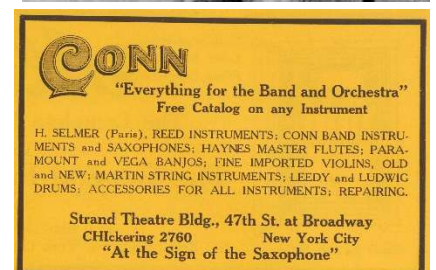 CONN
"Everything for the Band and Orchestra"
Free Catalog on any Instrument
H. SELMER (Paris), REED INSTRUMENTS; CONN BAND INSTRU-
MENTS and SAXOPHONES; HAYNES MASTER FLUTES; PARA-
MOUNT and VEGA BANJOS; FINE IMPORTED VIOLINS, OLD
and NEW; MARTIN STRING INSTRUMENTS; LEEDY and LUDWIG
DRUMS; ACCESSORIES FOR ALL INSTRUMENTS; REPAIRING.
Strand Theatre Bldg., 47th St. at Broadway
CHIckering 2760 New York City
"At the Sign of the Saxophone"